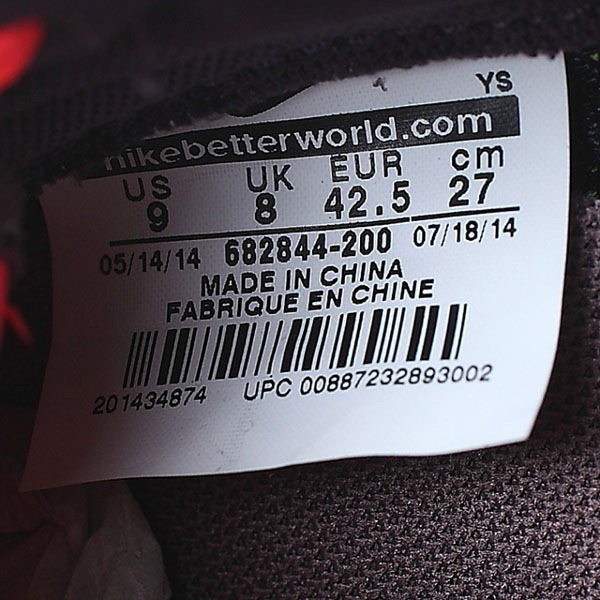 YS
nikebetterworld.com
US UK EUR cm
9 8 42.5 27
05/14/14 682844-200 07/18/14
MADE IN CHINA
FABRIQUE EN CHINE
201434874 UPC 00887232893002